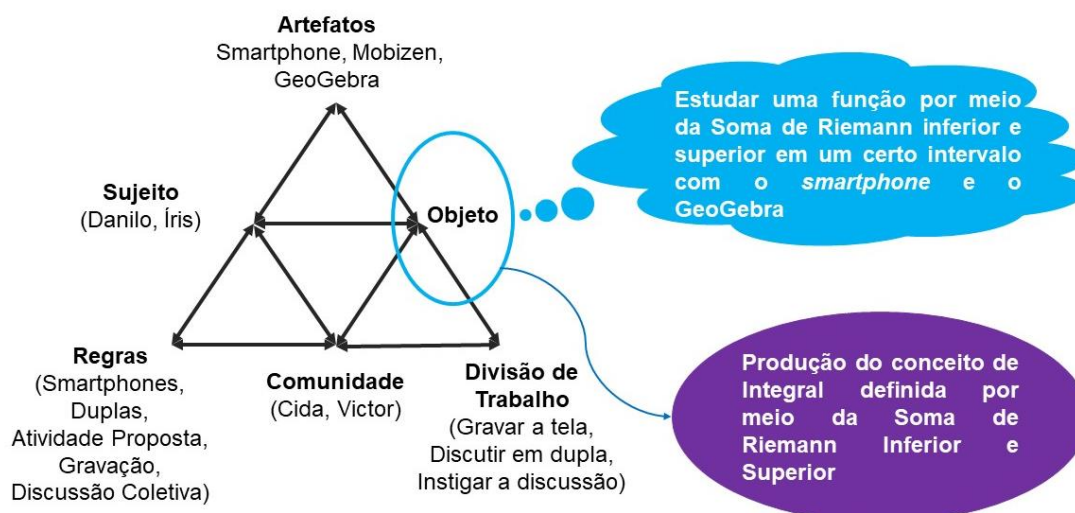 Artefatos
Smartphone, Mobizen,
GeoGebra
Estudar uma função por meio
da Soma de Riemann inferior e
superior em um certo intervalo
com o smartphone e o
GeoGebra
Sujeito
(Danilo, Íris)
Objeto
Regras
(Smartphones,
Duplas,
Atividade Proposta,
Gravação,
Discussão Coletiva)
Comunidade
(Cida, Victor)
Divisão de
Trabalho
(Gravar a tela,
Discutir em dupla,
Instigar a discussão)
Produção do conceito de
Integral definida por
meio da Soma de
Riemann Inferior e
Superior